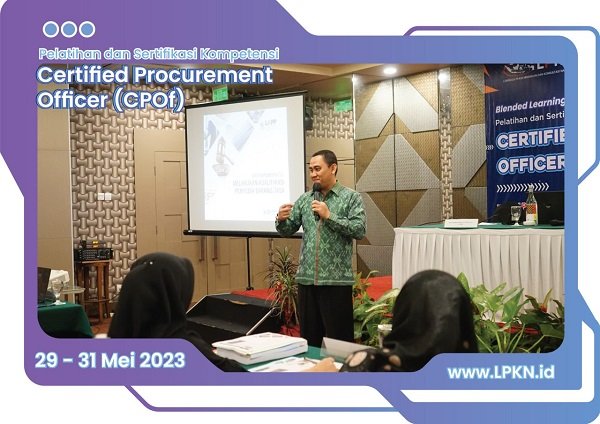 Pelatihan dan Sertifikasi Kompetensi
Certified Procurement
Officer (CPOf)
Blended Learning
Pelatihan dan Serti
CERTIFIE
OFFICER
29 - 31 Mei 2023
www.LPKN.id